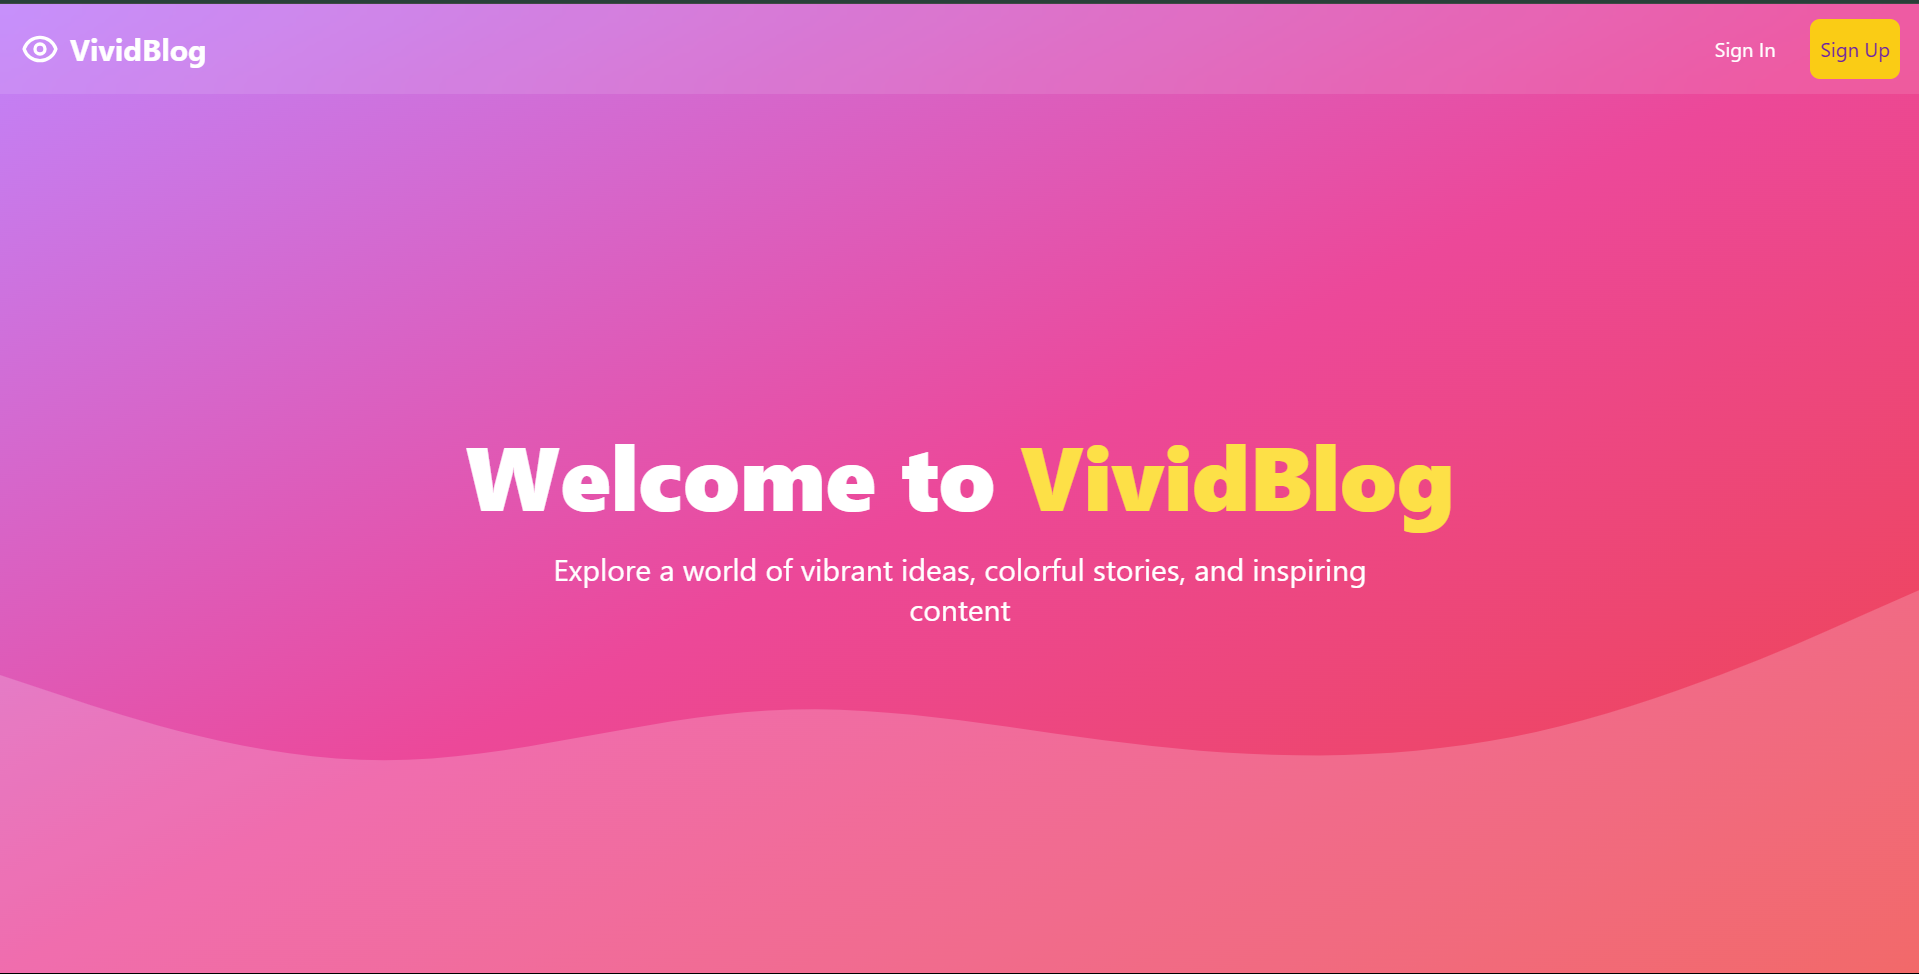 VividBlog
Sign In
Sign Up
Welcome to VividBlog
Explore a world of vibrant ideas, colorful stories, and inspiring
content